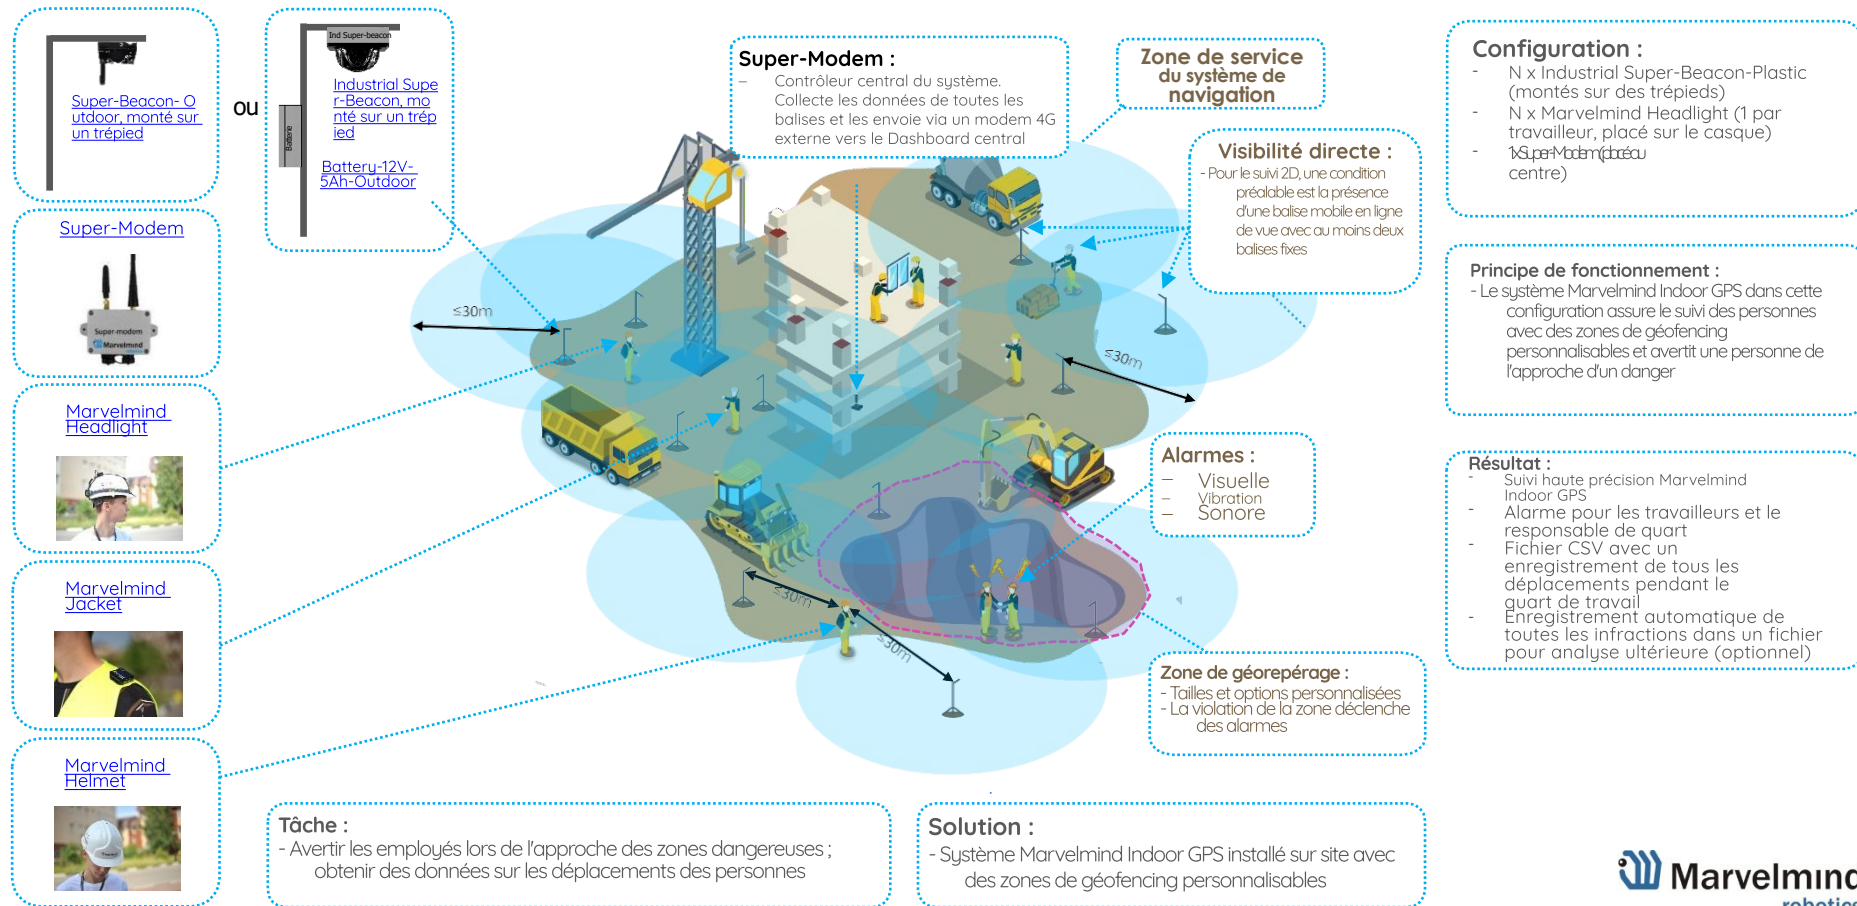 Super-Beacon- O
utdoor, monté sur
un trépied
ou
Ind Super-beacon
Industrial Supe
r-Beacon, mo
nté sur un trép
ied
Batterie
Battery-12V-
5Ah-Outdoor
Super-Modem
Super-modem
Marvelmind
Marvelmind
Headlight
Marvelmind
Jacket
Marvelmind
Helmet
Super-Modem :
– Contrôleur central du système.
Collecte les données de toutes les
balises et les envoie via un modem 4G
externe vers le Dashboard central
Zone de service
du système de
navigation
Visibilité directe :
- Pour le suivi 2D, une condition
préalable est la présence
d'une balise mobile en ligne
de vue avec au moins deux
balises fixes
≤30m
≤30m
≤30m
≤30m
Alarmes :
– Visuelle
– Vibration
– Sonore
Zone de géorepérage :
- Tailles et options personnalisées
- La violation de la zone déclenche
des alarmes
Configuration :
- N x Industrial Super-Beacon-Plastic
(montés sur des trépieds)
- N x Marvelmind Headlight (1 par
travailleur, placé sur le casque)
- 1xSuper-Modem (placé au
centre)
Principe de fonctionnement :
- Le système Marvelmind Indoor GPS dans cette
configuration assure le suivi des personnes
avec des zones de géofencing
personnalisables et avertit une personne de
l'approche d'un danger
Résultat :
- Suivi haute précision Marvelmind
Indoor GPS
- Alarme pour les travailleurs et le
responsable de quart
- Fichier CSV avec un
enregistrement de tous les
déplacements pendant le
quart de travail
- Enregistrement automatique de
toutes les infractions dans un fichier
pour analyse ultérieure (optionnel)
Tâche :
- Avertir les employés lors de l'approche des zones dangereuses ;
obtenir des données sur les déplacements des personnes
Solution :
- Système Marvelmind Indoor GPS installé sur site avec
des zones de géofencing personnalisables
Marvelmind
robotics